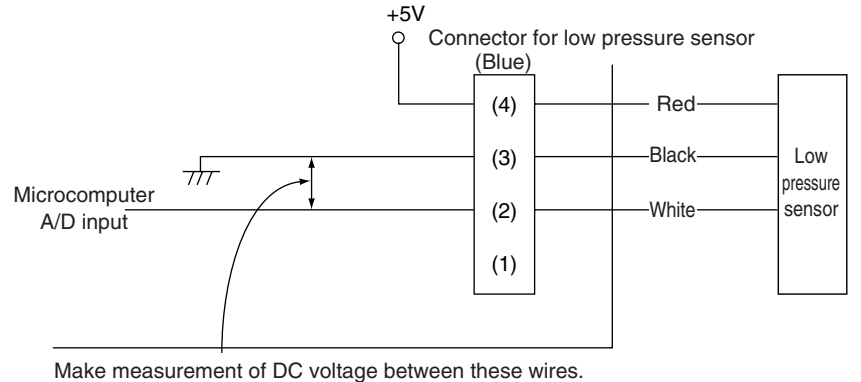 +5V
Connector for low pressure sensor
(Blue)
(4)
Red
(3)
Black
Low
pressure
sensor
Microcomputer
A/D input
(2)
White
(1)
Make measurement of DC voltage between these wires.